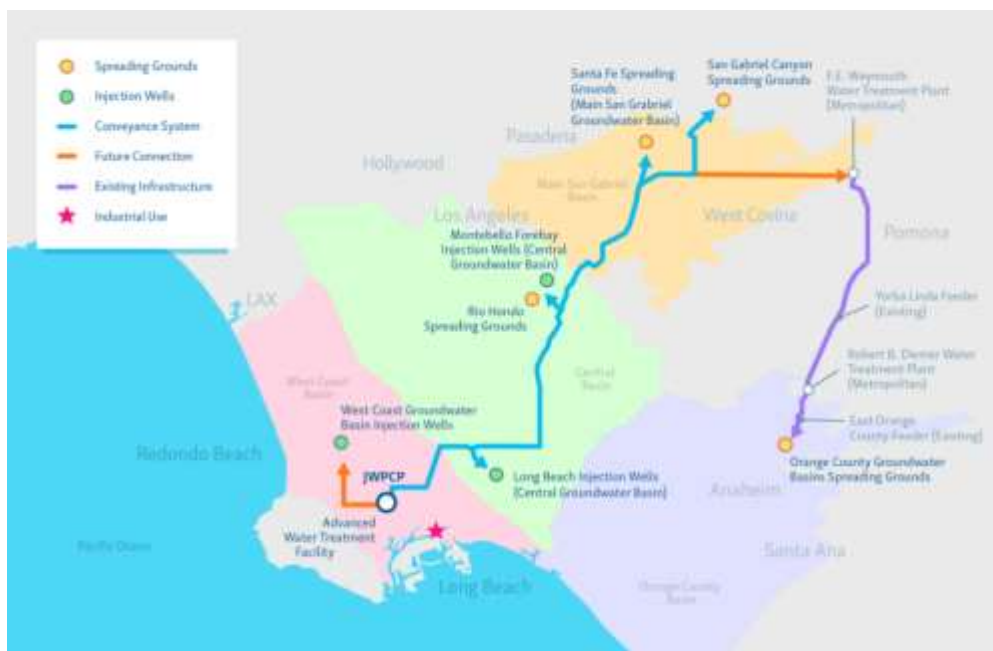 Spreading Grounds
Injection Wells
Conveyance System
Future Connection
Existing Infrastructure
Industrial Use
San Gabriel Canyon
Spreading Grounds
Santa Fe Spreading
Grounds
(Main San Grabriel
Groundwater Basin)
F.E. Weymouth
Water Treatment Plant
(Metropolitan)
Pasadena
Hollywood
Main San Gabriel
Basin
Los Angeles
West Covina
Pomona
Montebello Forebay
Injection Wells (Central
Groundwater Basin)
LAX
Rio Hondo
Spreading Grounds
Yorba Linda Feeder
(Existing)
Robert B. Diemer Water
Treatment Plant
(Metropolitan)
Central
Basin
West Coast
Basin
West Coast Groundwater
Basin Injection Wells
East Orange
County Feeder (Existing)
Redondo Beach
Orange County Groundwater
Basins Spreading Grounds
JWPCP
Long Beach Injection Wells
(Central Groundwater Basin)
Anaheim
Advanced
Water Treatment
Facility
Pacific Ocean
Santa Ana
Long Beach
Orange County
Basin